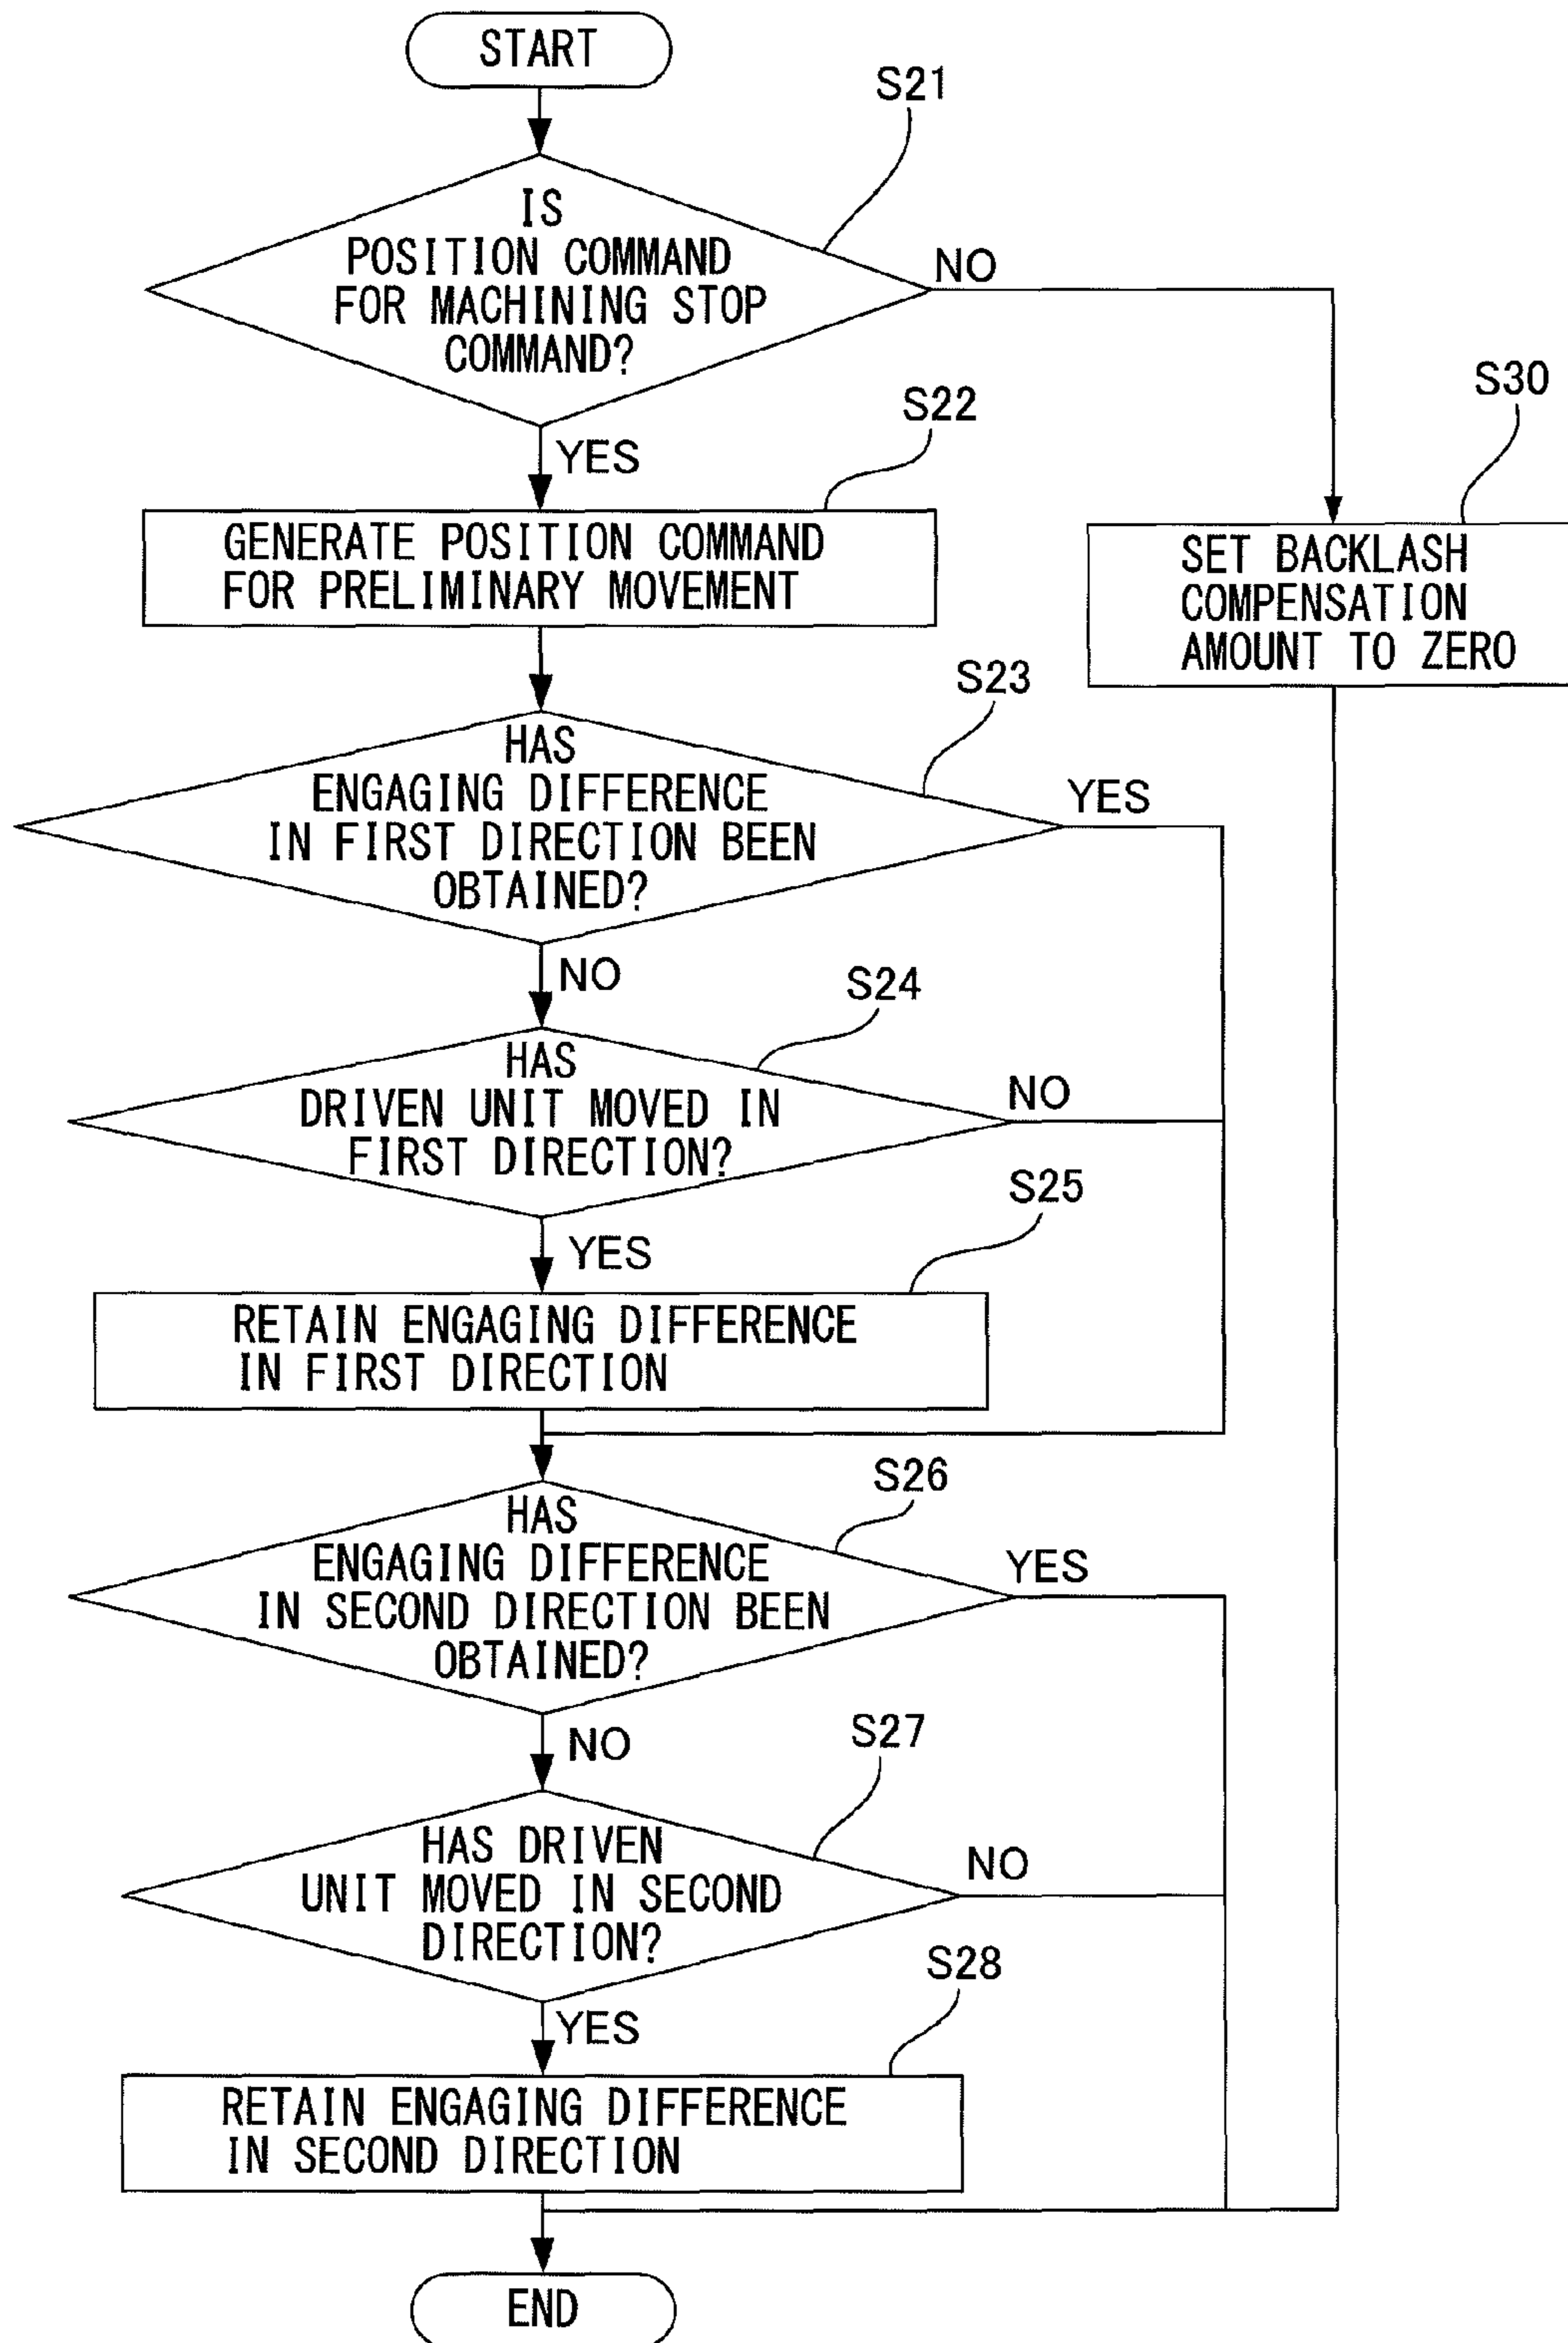 START
S21
IS
POSITION COMMAND
FOR MACHINING STOP
COMMAND?
NO
YES
S22
GENERATE POSITION COMMAND
FOR PRELIMINARY MOVEMENT
S30
SET BACKLASH
COMPENSATION
AMOUNT TO ZERO
S23
HAS
ENGAGING DIFFERENCE
IN FIRST DIRECTION BEEN
OBTAINED?
YES
NO
S24
HAS
DRIVEN UNIT MOVED IN
FIRST DIRECTION?
NO
YES
S25
RETAIN ENGAGING DIFFERENCE
IN FIRST DIRECTION
S26
HAS
ENGAGING DIFFERENCE
IN SECOND DIRECTION BEEN
OBTAINED?
YES
NO
S27
HAS DRIVEN
UNIT MOVED IN SECOND
DIRECTION?
NO
YES
S28
RETAIN ENGAGING DIFFERENCE
IN SECOND DIRECTION
END